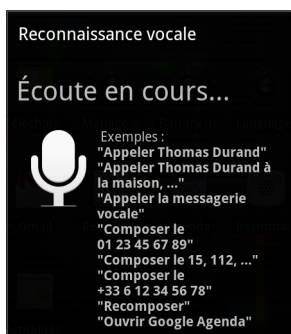 Reconnaissance vocale
Écoute en cours...
Exemples :
"Appeler Thomas Durand"
"Appeler Thomas Durand à
la maison, ..."
"Appeler la messagerie
vocale"
"Composer le
01 23 45 67 89"
"Composer le 15, 112, ..."
"Composer le
+33 6 12 34 56 78"
"Recomposer"
"Ouvrir Google Agenda"